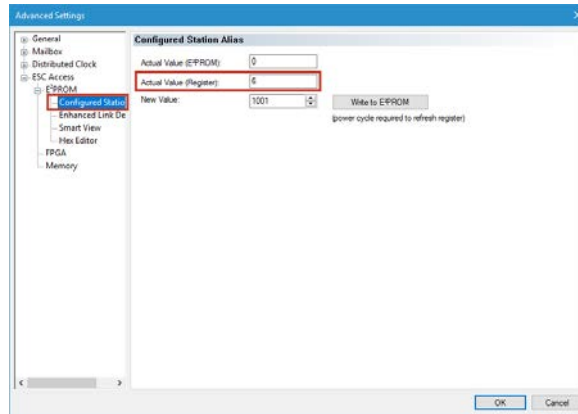 Advanced Settings
General
Mailbox
Distributed Clock
ESC Access
E²PROM
Configured Statio
Enhanced Link De
Smart View
Hex Editor
FPGA
Memory
Configured Station Alias
Actual Value (E²PROM): 0
Actual Value (Register): 6
New Value: 1001 Write to E²PROM
(power cycle required to refresh register)
OK Cancel